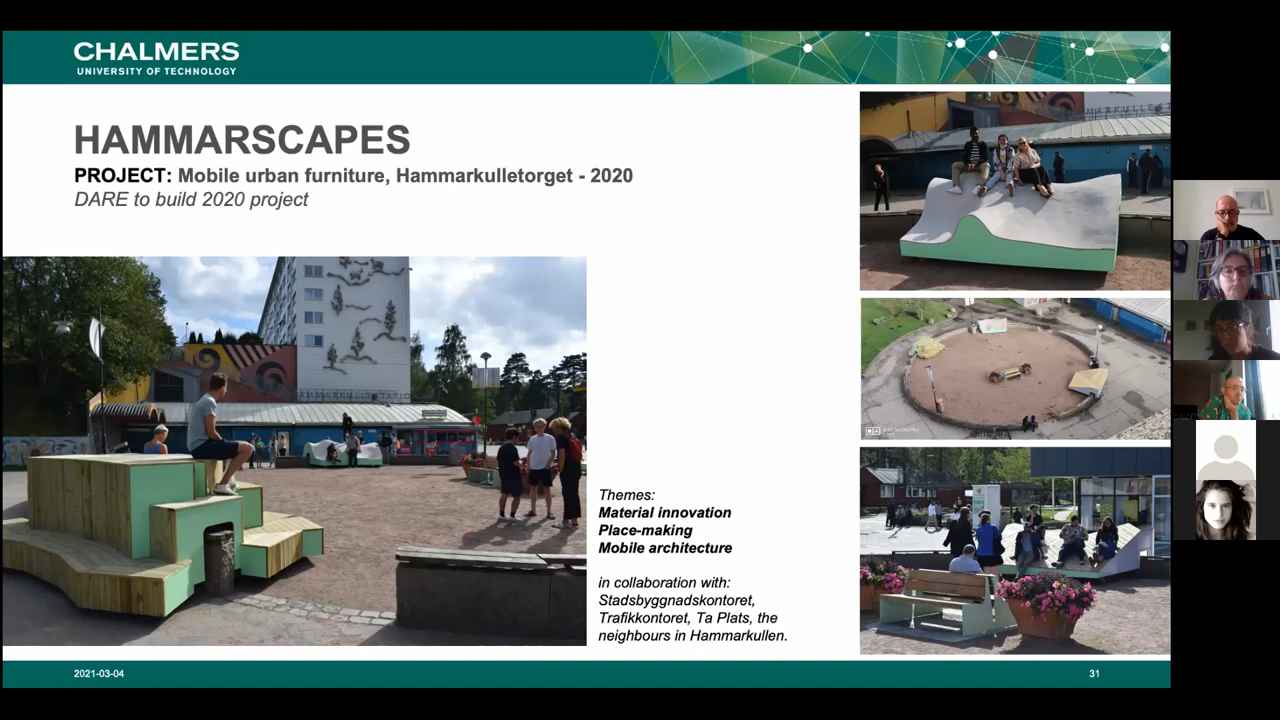 CHALMERS
UNIVERSITY OF TECHNOLOGY
HAMMARSCAPES
PROJECT: Mobile urban furniture, Hammarkulletorget - 2020
DARE to build 2020 project
Themes:
Material innovation
Place-making
Mobile architecture
in collaboration with:
Stadsbyggnadskontoret,
Trafikkontoret, Ta Plats, the
neighbours in Hammarkullen.
2021-03-04
31